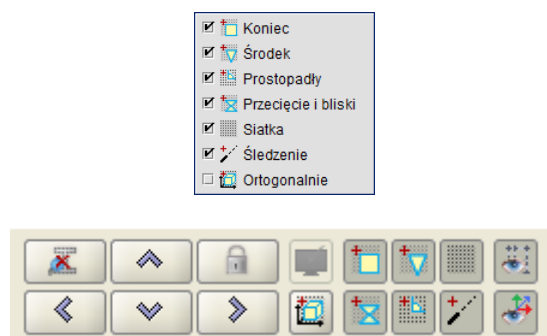 Koniec
Środek
Prostopadły
Przecięcie i bliski
Siatka
Śledzenie
Ortogonalnie